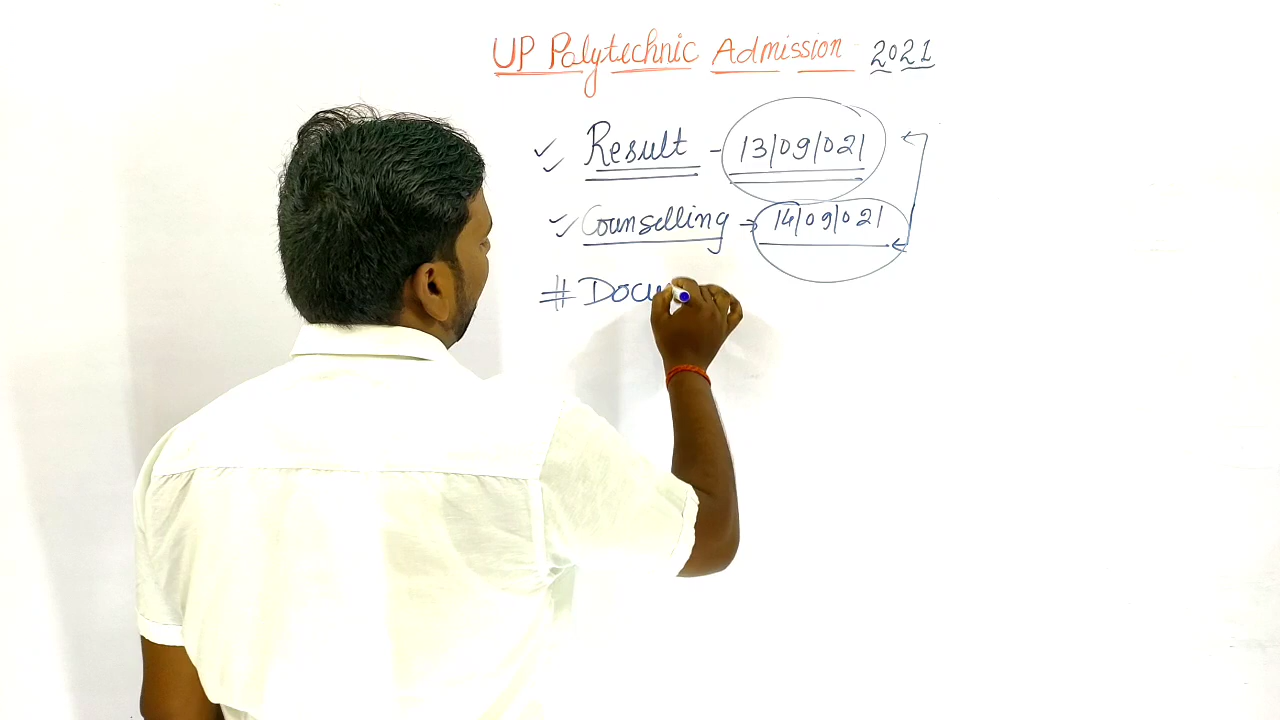 UP Polytechnic Admission 2021
Result - 13/09/021
Counselling → 14/09/021
# Docu